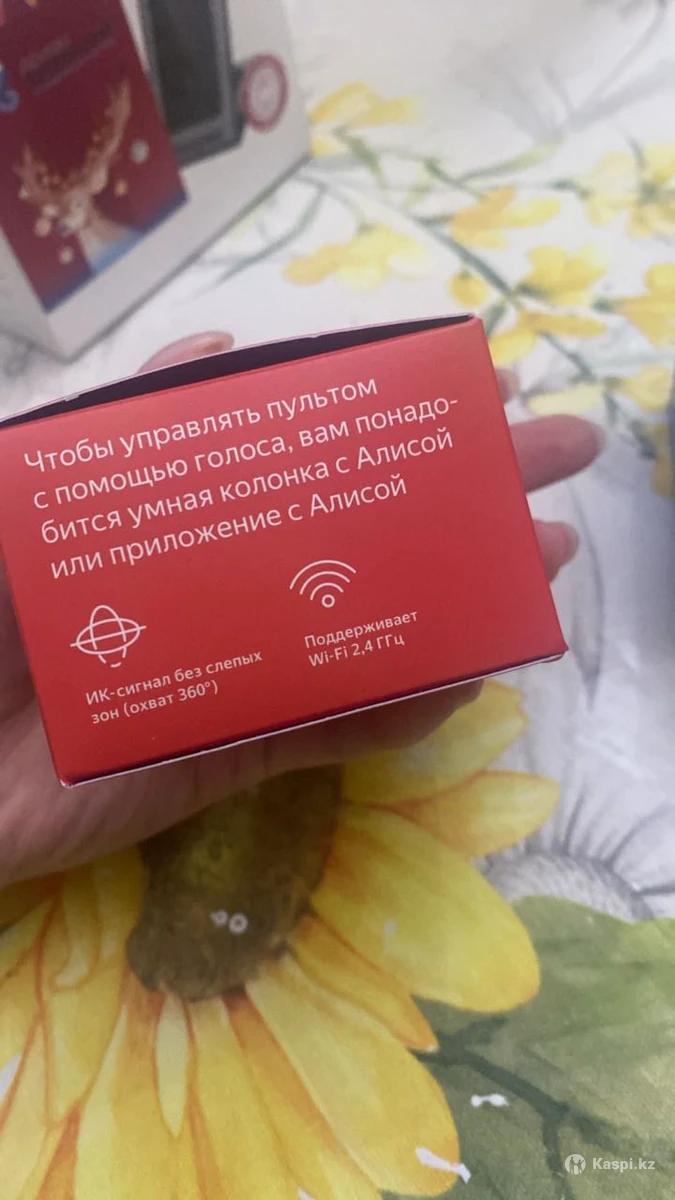 Чтобы управлять пультом
с помощью голоса, вам понадо-
бится умная колонка с Алисой
или приложение с Алисой
ИК-сигнал без слепых
зон (охват 360°)
Поддерживает
Wi-Fi 2,4 ГГц
Kaspi.kz